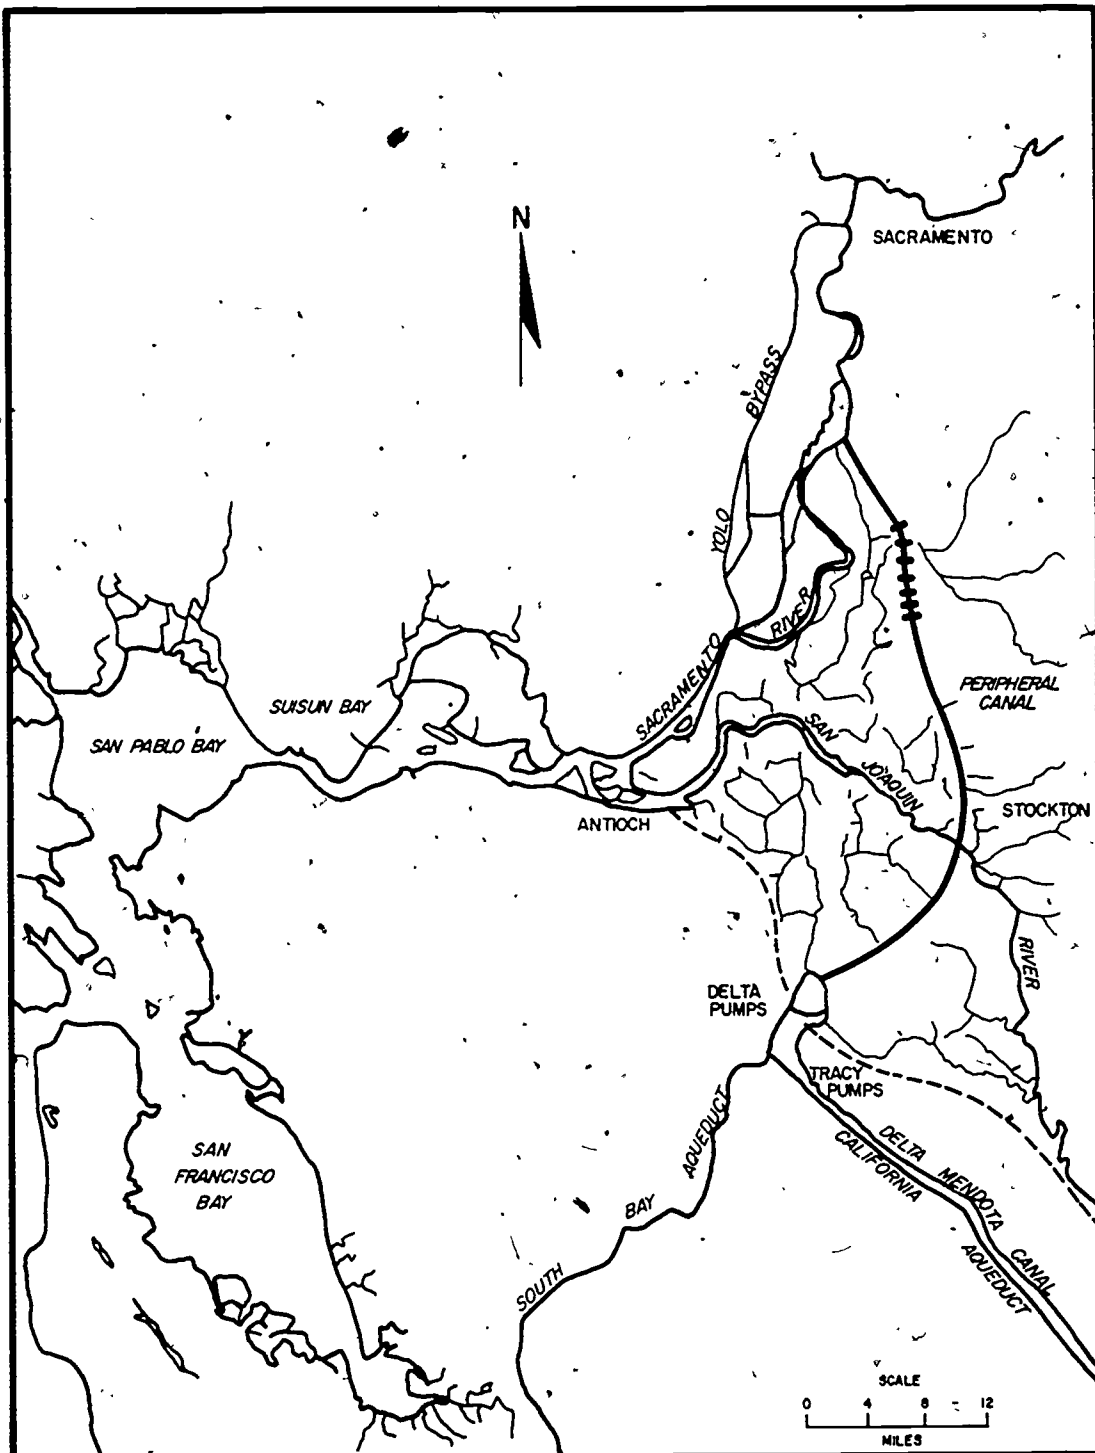 N
SACRAMENTO
YOLO BYPASS
SACRAMENTO RIVER
PERIPHERAL
CANAL
SUISUN BAY
SAN PABLO BAY
SAN JOAQUIN
STOCKTON
ANTIOCH
RIVER
DELTA
PUMPS
TRACY
PUMPS
SAN
FRANCISCO
BAY
SOUTH BAY AQUEDUCT
DELTA MENDOTA CANAL
CALIFORNIA AQUEDUCT
SCALE
0 4 8 12
MILES